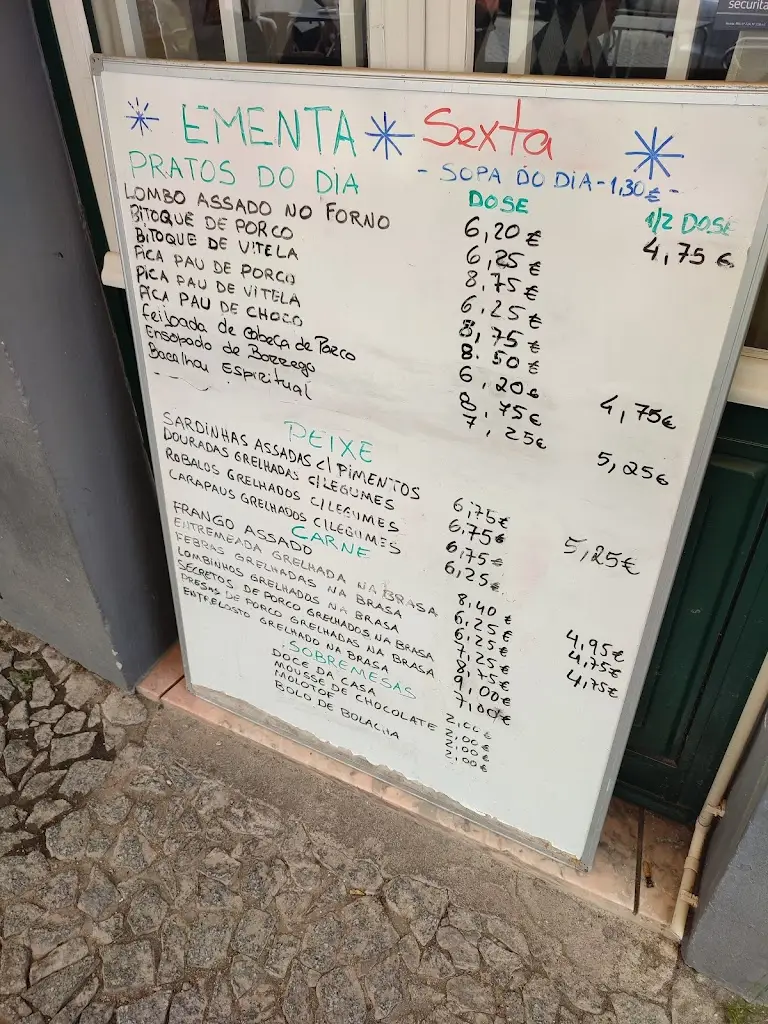 securita
EMENTA Sexta
- SOPA DO DIA - 1,30€ -
PRATOS DO DIA DOSE 1/2 DOSE
LOMBO ASSADO NO FORNO 6,20€ 4,75€
BITOQUE DE PORCO 6,25€
BITOQUE DE VITELA 8.75€
PICA PAU DE PORCO 6.25€
PICA PAU DE VITELA 8,75€
PICA PAU DE CHOCO 8.50€
Feijoada de Cabeça de Porco 6,20€ 4,75€
Ensopado de Borrego 8,75€
Bacalhau Espiritual 7,25€ 5,25€
PEIXE
SARDINHAS ASSADAS C/ PIMENTOS 6,75€ 5,25€
DOURADAS GRELHADAS C/LEGUMES 6,75€
ROBALOS GRELHADOS C/LEGUMES 6,75€
CARAPAUS GRELHADOS C/LEGUMES 6,25€
CARNE
FRANGO ASSADO 8,40€ 4,95€
ENTREMEADA GRELHADA NA BRASA 6.25€ 4,75€
FEBRAS GRELHADAS NA BRASA 6.25€ 4,75€
LOMBINHOS GRELHADOS NA BRASA 7,25€
SECRETOS DE PORCO GRELHADOS NA BRASA 8,75€
PRESAS DE PORCO GRELHADAS NA BRASA 9,00€
ENTRECOSTO GRELHADO NA BRASA 7,00€
SOBREMESAS
DOCE DA CASA 2,00€
MOUSSE DE CHOCOLATE 2,00€
MOLOTOF 2,00€
BOLO DE BOLACHA 2,00€